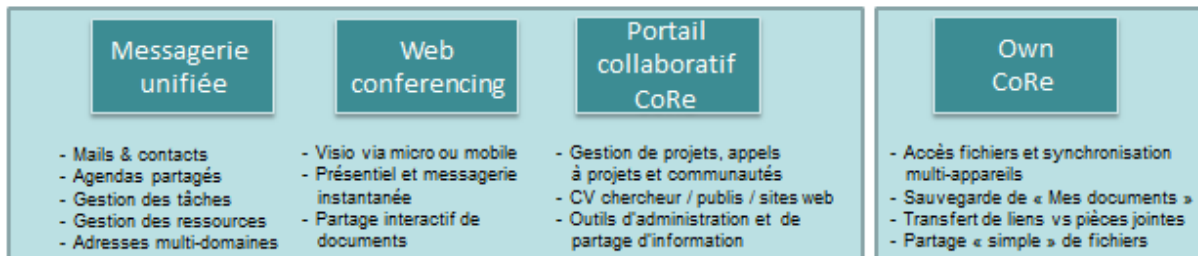 Messagerie
unifiée
- Mails & contacts
- Agendas partagés
- Gestion des tâches
- Gestion des ressources
- Adresses multi-domaines
Web
conferencing
- Visio via micro ou mobile
- Présentiel et messagerie
instantanée
- Partage interactif de
documents
Portail
collaboratif
CoRe
- Gestion de projets, appels
à projets et communautés
- CV chercheur / publis / sites web
- Outils d'administration et de
partage d'information
Own
CoRe
- Accès fichiers et synchronisation
multi-appareils
- Sauvegarde de « Mes documents »
- Transfert de liens vs pièces jointes
- Partage « simple » de fichiers